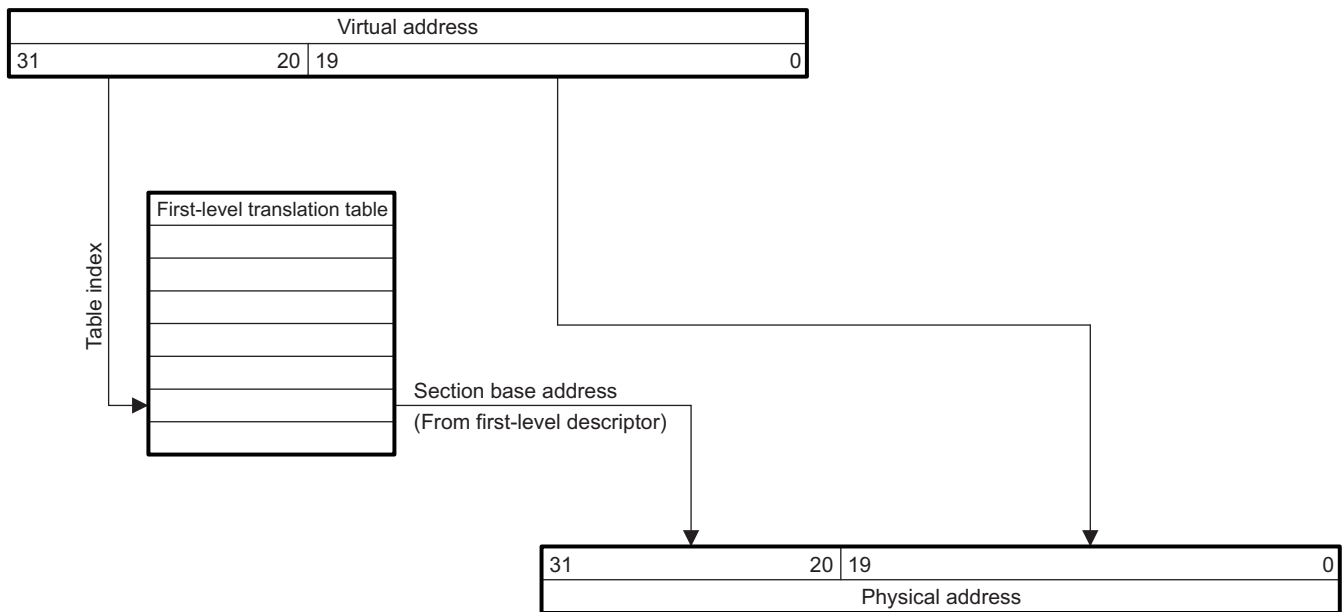 Virtual address
31 20 19 0
First-level translation table
Table index
Section base address
(From first-level descriptor)
31 20 19 0
Physical address